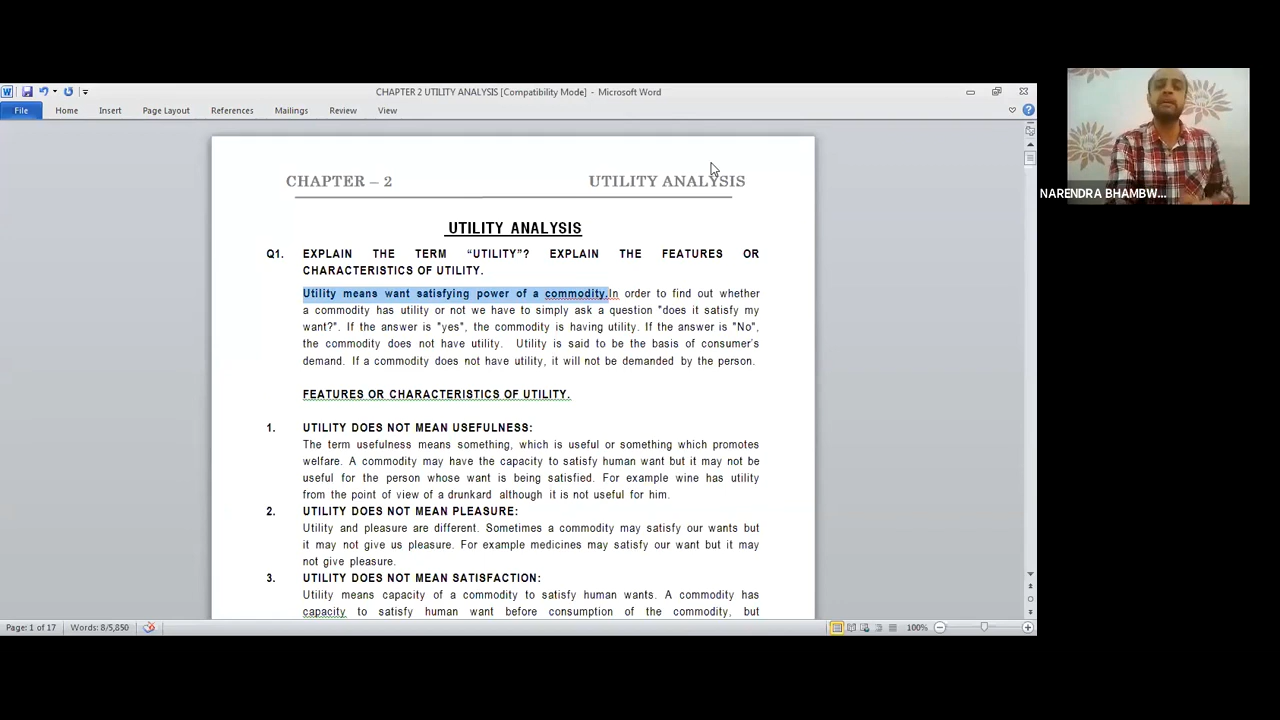 CHAPTER 2 UTILITY ANALYSIS [Compatibility Mode] - Microsoft Word
File Home Insert Page Layout References Mailings Review View
CHAPTER – 2 UTILITY ANALYSIS
UTILITY ANALYSIS
Q1. EXPLAIN THE TERM “UTILITY”? EXPLAIN THE FEATURES OR
CHARACTERISTICS OF UTILITY.
Utility means want satisfying power of a commodity.In order to find out whether
a commodity has utility or not we have to simply ask a question "does it satisfy my
want?". If the answer is "yes", the commodity is having utility. If the answer is "No",
the commodity does not have utility. Utility is said to be the basis of consumer's
demand. If a commodity does not have utility, it will not be demanded by the person.
FEATURES OR CHARACTERISTICS OF UTILITY.
1. UTILITY DOES NOT MEAN USEFULNESS:
The term usefulness means something, which is useful or something which promotes
welfare. A commodity may have the capacity to satisfy human want but it may not be
useful for the person whose want is being satisfied. For example wine has utility
from the point of view of a drunkard although it is not useful for him.
2. UTILITY DOES NOT MEAN PLEASURE:
Utility and pleasure are different. Sometimes a commodity may satisfy our wants but
it may not give us pleasure. For example medicines may satisfy our want but it may
not give pleasure.
3. UTILITY DOES NOT MEAN SATISFACTION:
Utility means capacity of a commodity to satisfy human wants. A commodity has
capacity to satisfy human want before consumption of the commodity, but
Page: 1 of 17 Words: 8/5,850 100%
NARENDRA BHAMBW...